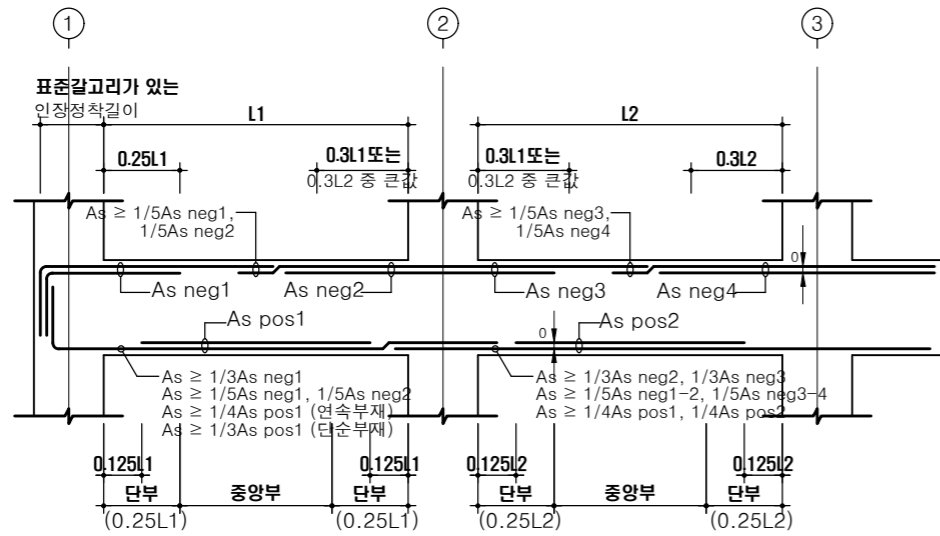 1
2
3
표준갈고리가 있는
인장정착길이
L1
L2
0.25L1
0.3L1또는
0.3L2 중 큰값
0.3L1또는
0.3L2 중 큰값
0.3L2
As ≥ 1/5As neg1,
1/5As neg2
As ≥ 1/5As neg3,
1/5As neg4
0
As neg1
As neg2
As neg3
As neg4
As pos1
0
As pos2
As ≥ 1/3As neg1
As ≥ 1/5As neg1, 1/5As neg2
As ≥ 1/4As pos1 (연속부재)
As ≥ 1/3As pos1 (단순부재)
As ≥ 1/3As neg2, 1/3As neg3
As ≥ 1/5As neg1-2, 1/5As neg3-4
As ≥ 1/4As pos1, 1/4As pos2
0.125L1
0.125L1
0.125L2
0.125L2
단부
중앙부
단부
단부
중앙부
단부
(0.25L1)
(0.25L1)
(0.25L2)
(0.25L2)